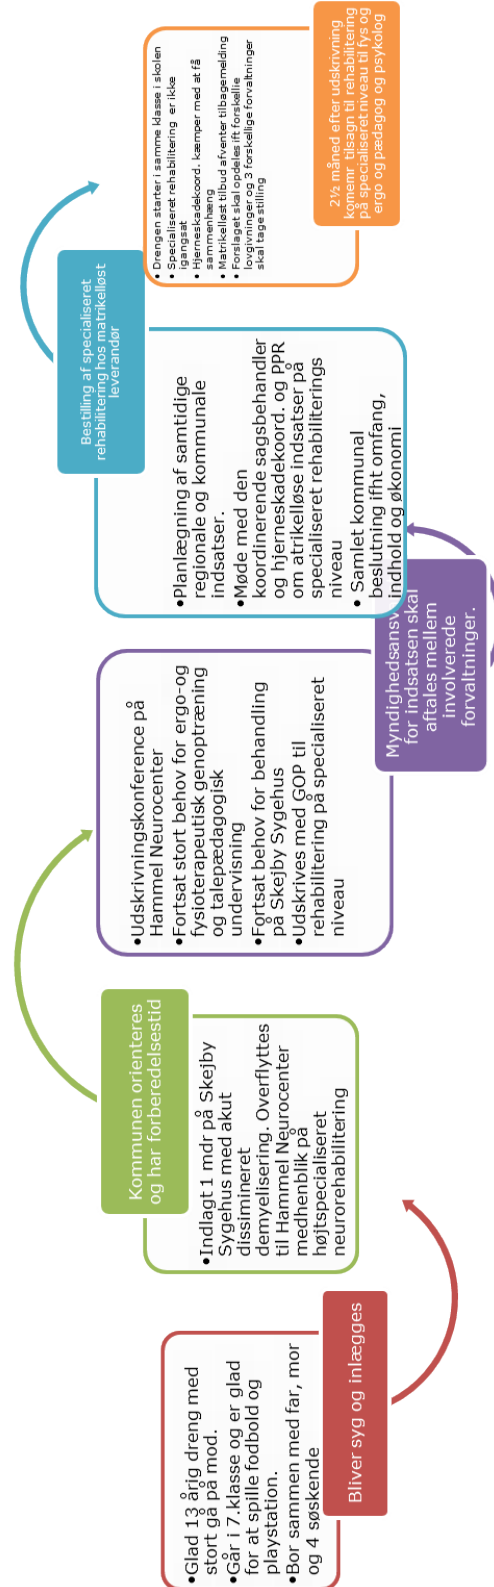 •Glad 13 årig dreng med
stort gå på mod.
•Går i 7.klasse og er glad
for at spille fodbold og
playstation.
•Bor sammen med far, mor
og 4 søskende
Bliver syg og inlægges
Kommunen orienteres
og har forberedelsestid
•Indlagt 1 mdr på Skejby
Sygehus med akut
dissimineret
demyelisering. Overflyttes
til Hammel Neurocenter
medhenblik på
højtspecialiseret
neurorehabilitering
•Udskrivningskonference på
Hammel Neurocenter
•Fortsat stort behov for ergo-og
fysioterapeutisk genoptræning
og talepædagogisk
undervisning
•Fortsat behov for behandling
på Skejby Sygehus
•Udskrives med GOP til
rehabilitering på specialiseret
niveau
Myndighedsansv
for indsatsen skal
aftales mellem
involverede
forvaltninger.
Bestilling af specialiseret
rehabilitering hos matrikelløst
leverandør
•Planlægning af samtidige
regionale og kommunale
indsatser.
•Møde med den
koordinerende sagsbehandler
og hjerneskadekoord. og PPR
om atrikelløse indsatser på
specialiseret rehabiliterings
niveau
• Samlet kommunal
beslutning ifht omfang,
indhold og økonomi
• Drengen starter i samme klasse i skolen
• Specialiseret rehabilitering er ikke
igangsat
• Hjerneskadekoord. kæmper med at få
sammenhæng
• Matrikelløst tilbud afventer tilbagemelding
• Forslaget skal opdeles ift forskellie
lovgivninger og 3 forskellige forvaltninger
skal tage stilling
2½ måned efter udskrivning
komemr tilsagn til rehabilitering
på specialiseret niveau til fys og
ergo og pædagog og psykolog